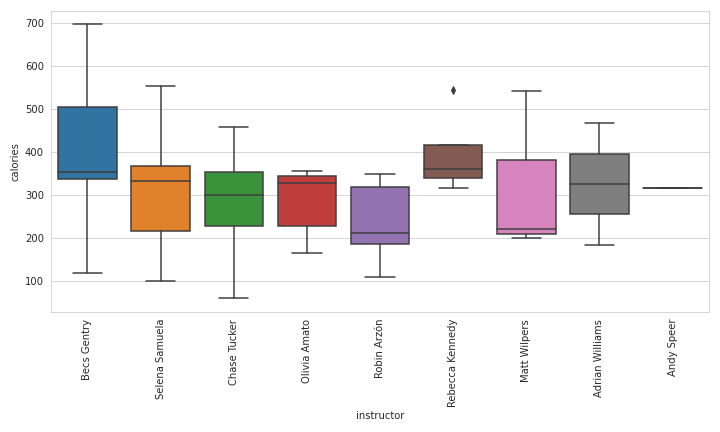 700
600
500
400
300
200
100
calories
Becs Gentry
Selena Samuela
Chase Tucker
Olivia Amato
Robin Arzón
Rebecca Kennedy
Matt Wilpers
Adrian Williams
Andy Speer
instructor